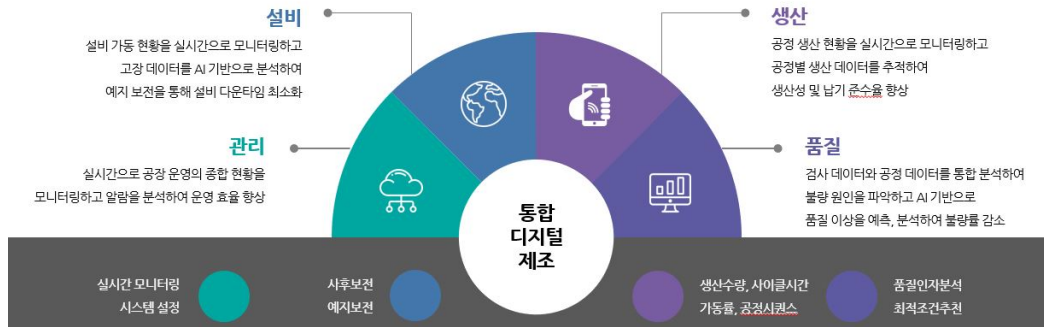 설비
설비 가동 현황을 실시간으로 모니터링하고
고장 데이터를 AI 기반으로 분석하여
예지 보전을 통해 설비 다운타임 최소화
생산
공정 생산 현황을 실시간으로 모니터링하고
공정별 생산 데이터를 추적하여
생산성 및 납기 준수율 향상
관리
실시간으로 공장 운영의 종합 현황을
모니터링하고 알람을 분석하여 운영 효율 향상
품질
검사 데이터와 공정 데이터를 통합 분석하여
불량 원인을 파악하고 AI 기반으로
품질 이상을 예측, 분석하여 불량률 감소
통합
디지털
제조
실시간 모니터링
시스템 설정
사후보전
예지보전
생산수량, 사이클시간
가동률, 공정시퀀스
품질인자분석
최적조건추천